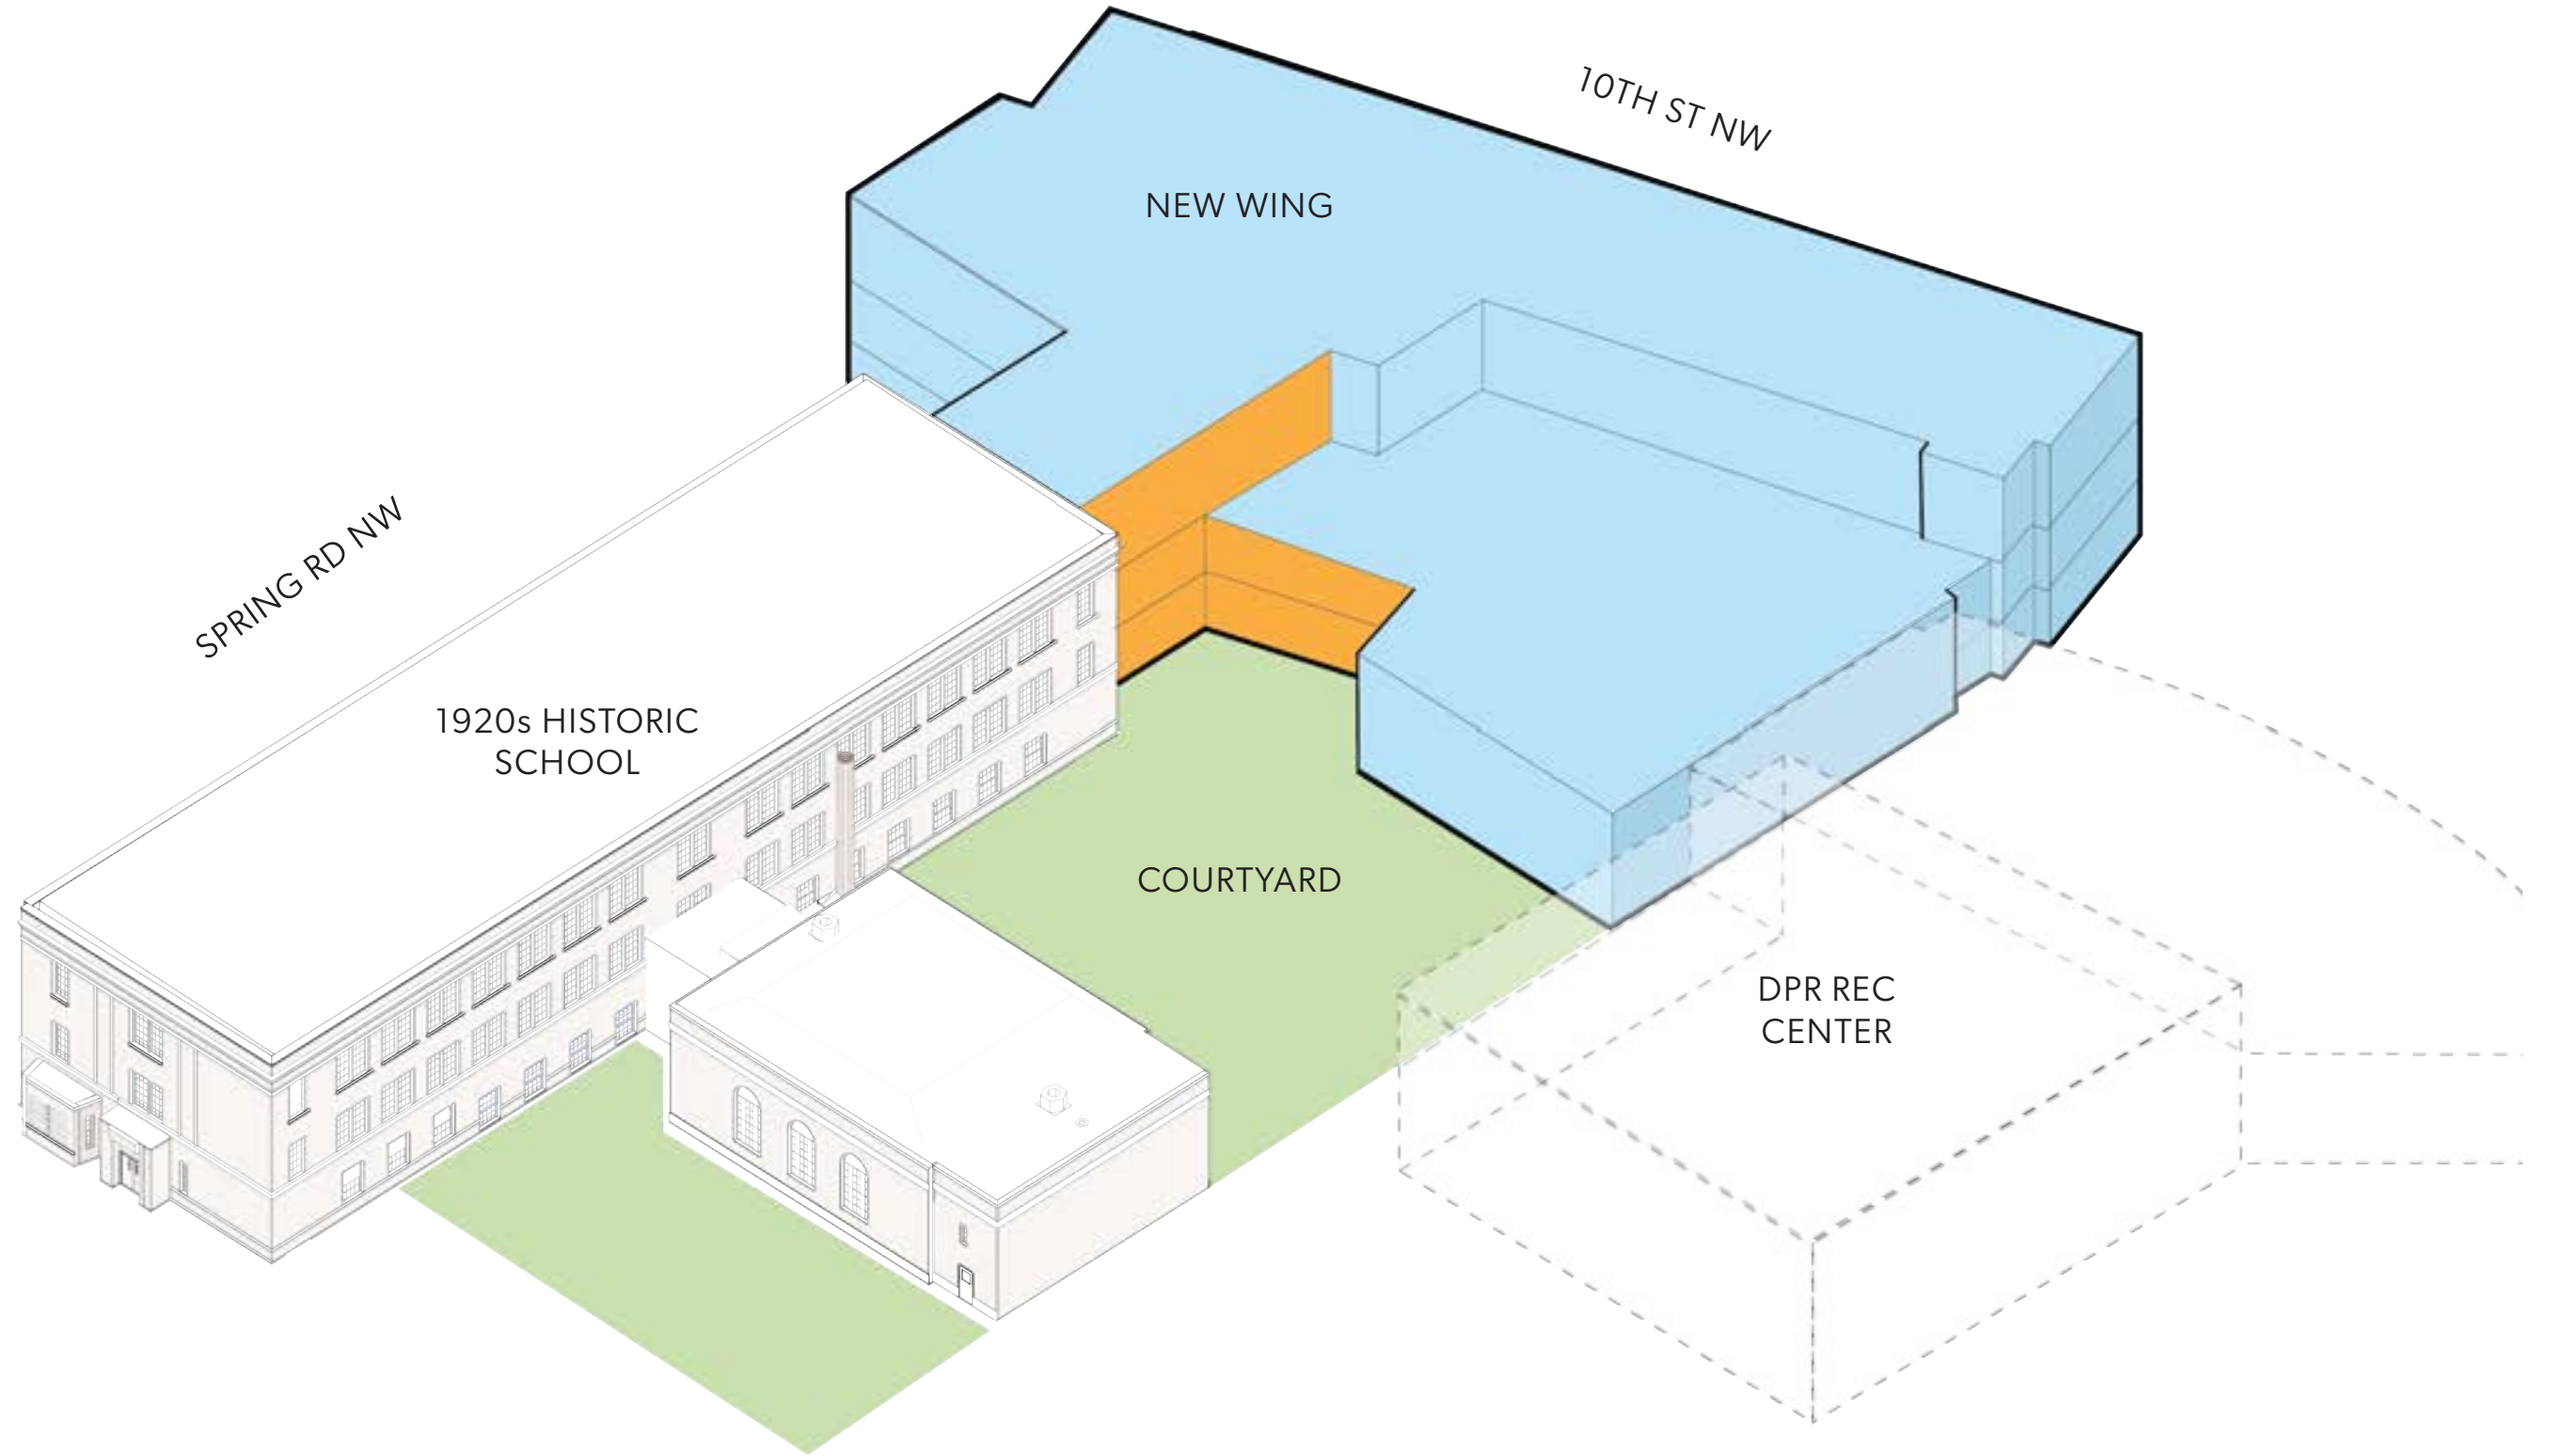 10TH ST NW
NEW WING
SPRING RD NW
1920s HISTORIC
SCHOOL
COURTYARD
DPR REC
CENTER